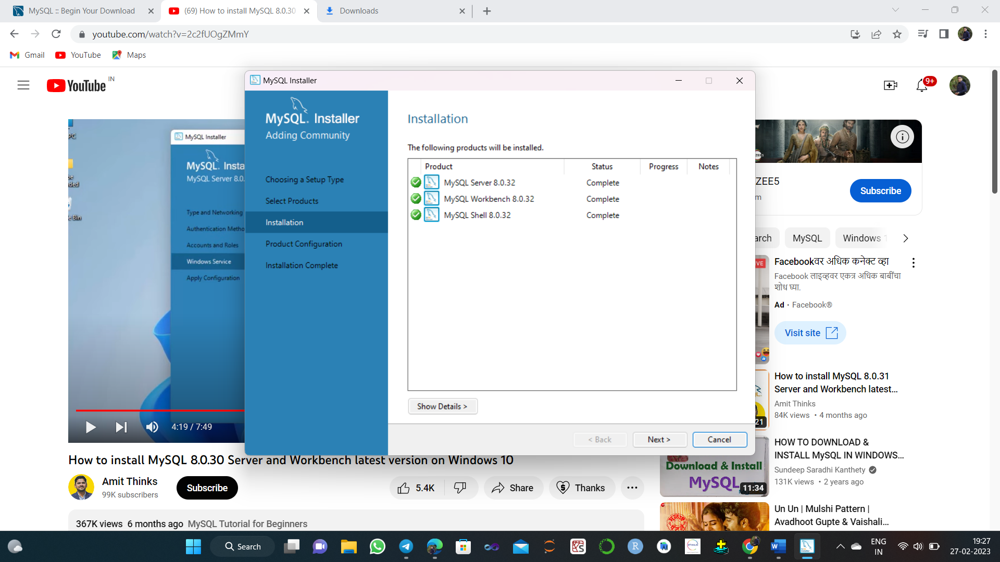 MySQL :: Begin Your Download
(69) How to install MySQL 8.0.30
Downloads
youtube.com/watch?v=2c2fUOgZMmY
Gmail
YouTube
Maps
YouTube IN
9+
MySQL Installer
MySQL Installer
Adding Community
Choosing a Setup Type
Select Products
Installation
Product Configuration
Installation Complete
Installation
The following products will be installed.
Product Status Progress Notes
MySQL Server 8.0.32 Complete
MySQL Workbench 8.0.32 Complete
MySQL Shell 8.0.32 Complete
Show Details >
< Back
Next >
Cancel
PC
MySQL Installer
MySQL. Insta
MySQL Server 8.0.
Type and Networking
Authentication Metho
Accounts and Roles
Windows Service
Apply Configuration
4:19 / 7:49
How to install MySQL 8.0.30 Server and Workbench latest version on Windows 10
Amit Thinks
99K subscribers
Subscribe
5.4K
Share
Thanks
367K views 6 months ago MySQL Tutorial for Beginners
ZEE5
Subscribe
arch
MySQL
Windows 1
Facebookवर अधिक कनेक्ट व्हा
Facebook लाइव्हवर एकत्र अधिक बाबींचा
शोध घ्या.
Ad · Facebook®
Visit site
How to install MySQL 8.0.31
Server and Workbench latest...
Amit Thinks
84K views • 4 months ago
21
HOW TO DOWNLOAD &
INSTALL MySQL IN WINDOWS...
Sundeep Saradhi Kanthety
131K views • 2 years ago
Download & Install
MySQL
11:34
Un Un | Mulshi Pattern |
Avadhoot Gupte & Vaishali...
Search
ENG
IN
19:27
27-02-2023